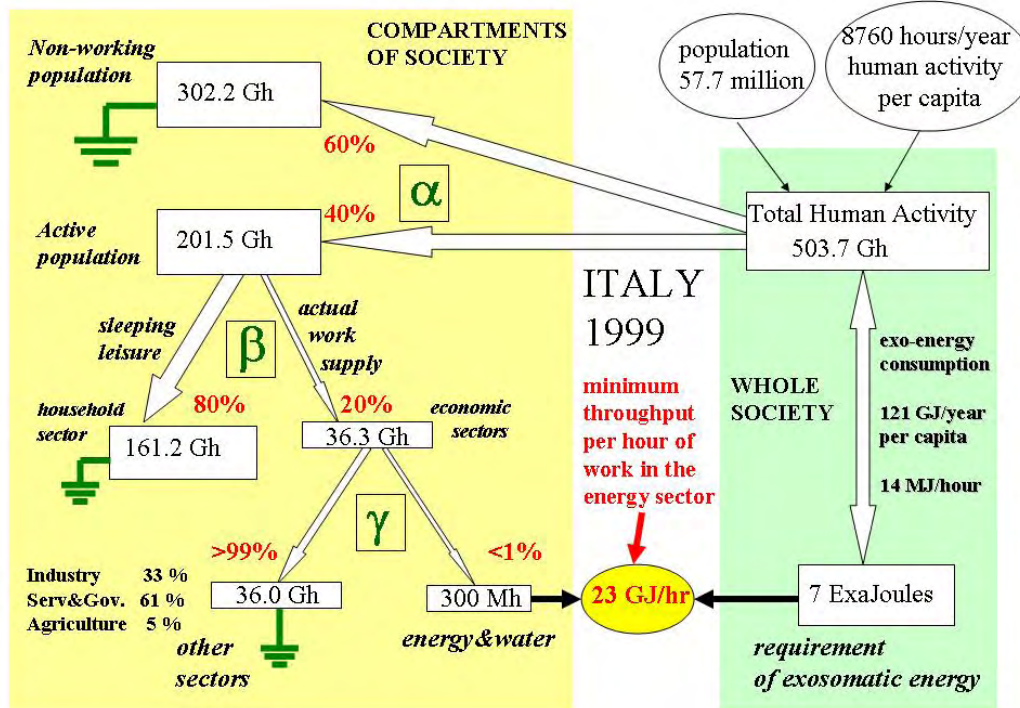 Non-working
population
302.2 Gh
COMPARTMENTS
OF SOCIETY
population
57.7 million
8760 hours/year
human activity
per capita
60%
α
40%
Active
population
201.5 Gh
Total Human Activity
503.7 Gh
ITALY
1999
sleeping
leisure
β
actual
work
supply
exo-energy
consumption
121 GJ/year
per capita
14 MJ/hour
WHOLE
SOCIETY
minimum
throughput
per hour of
work in the
energy sector
household
sector
80%
161.2 Gh
20%
36.3 Gh
economic
sectors
γ
>99%
<1%
Industry 33 %
Serv&Gov. 61 %
Agriculture 5 %
36.0 Gh
other
sectors
300 Mh
energy&water
23 GJ/hr
7 ExaJoules
requirement
of exosomatic energy